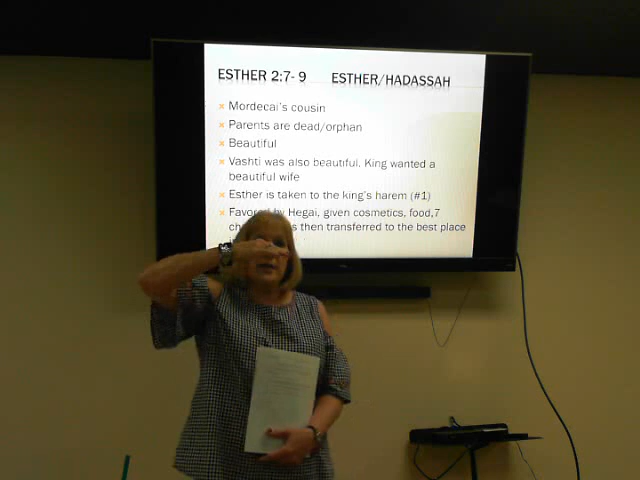 ESTHER 2:7- 9 ESTHER/HADASSAH
Mordecai's cousin
Parents are dead/orphan
Beautiful
Vashti was also beautiful. King wanted a
beautiful wife
Esther is taken to the king's harem (#1)
Favored by Hegai, given cosmetics, food,7
then transferred to the best place